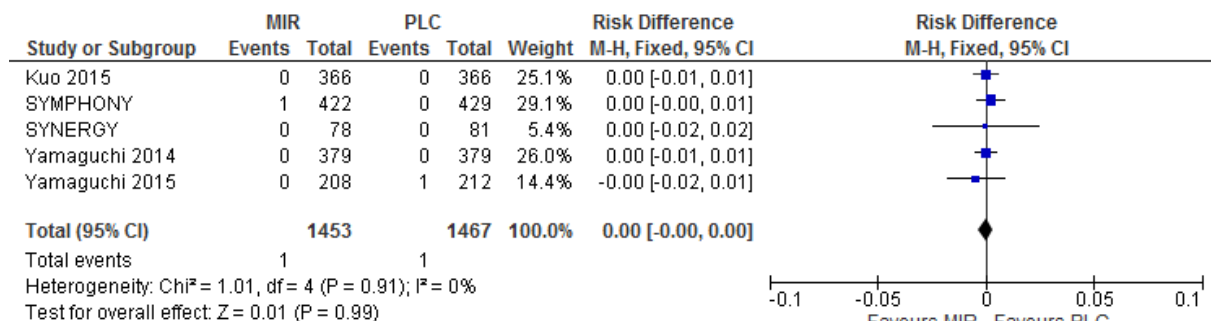 MIR PLC Risk Difference Risk Difference
Study or Subgroup Events Total Events Total Weight M-H, Fixed, 95% CI M-H, Fixed, 95% CI
Kuo 2015 0 366 0 366 25.1% 0.00 [-0.01, 0.01]
SYMPHONY 1 422 0 429 29.1% 0.00 [-0.00, 0.01]
SYNERGY 0 78 0 81 5.4% 0.00 [-0.02, 0.02]
Yamaguchi 2014 0 379 0 379 26.0% 0.00 [-0.01, 0.01]
Yamaguchi 2015 0 208 1 212 14.4% -0.00 [-0.02, 0.01]
Total (95% CI) 1453 1467 100.0% 0.00 [-0.00, 0.00]
Total events 1 1
Heterogeneity: Chi² = 1.01, df = 4 (P = 0.91); I² = 0%
Test for overall effect: Z = 0.01 (P = 0.99)
-0.1 -0.05 0 0.05 0.1
Favours MIR Favours PLC